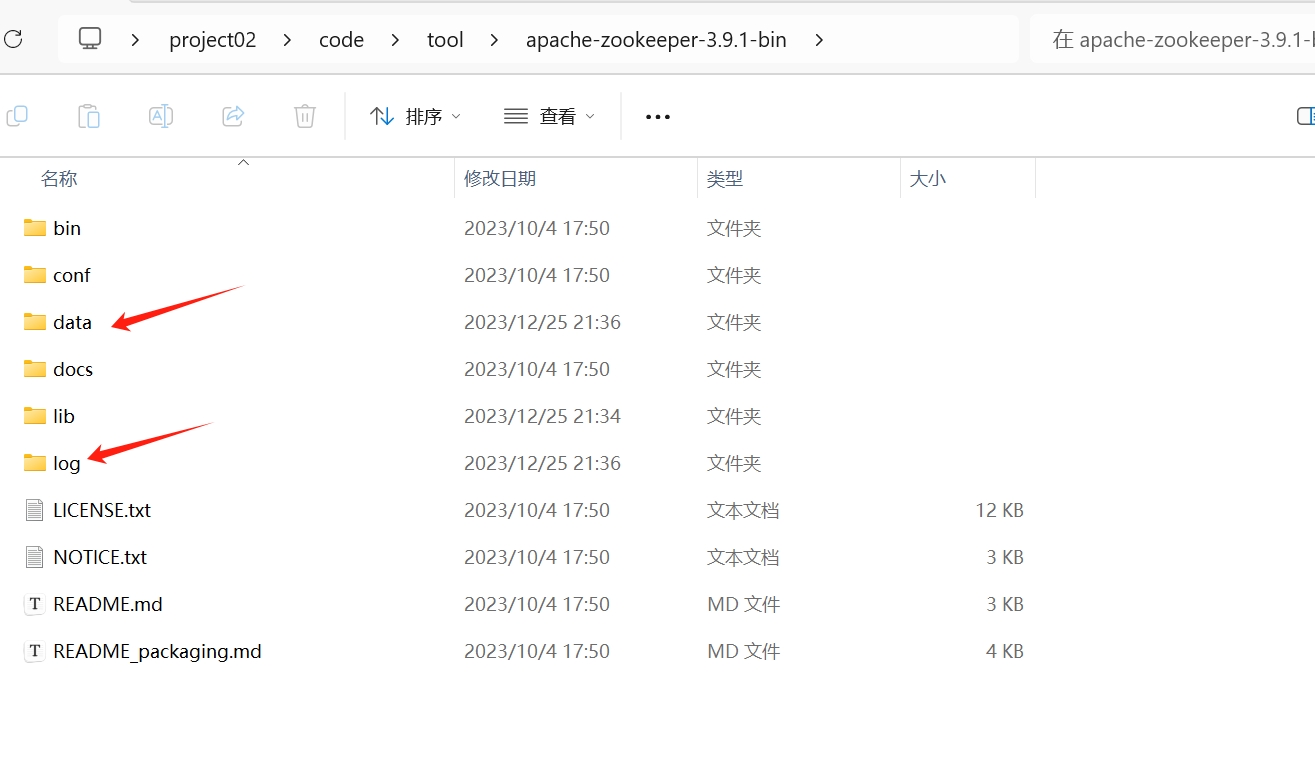 project02 code tool apache-zookeeper-3.9.1-bin 在 apache-zookeeper-3.9.1-
排序 查看
名称 修改日期 类型 大小
bin 2023/10/4 17:50 文件夹
conf 2023/10/4 17:50 文件夹
data 2023/12/25 21:36 文件夹
docs 2023/10/4 17:50 文件夹
lib 2023/12/25 21:34 文件夹
log 2023/12/25 21:36 文件夹
LICENSE.txt 2023/10/4 17:50 文本文档 12 KB
NOTICE.txt 2023/10/4 17:50 文本文档 3 KB
README.md 2023/10/4 17:50 MD 文件 3 KB
README_packaging.md 2023/10/4 17:50 MD 文件 4 KB